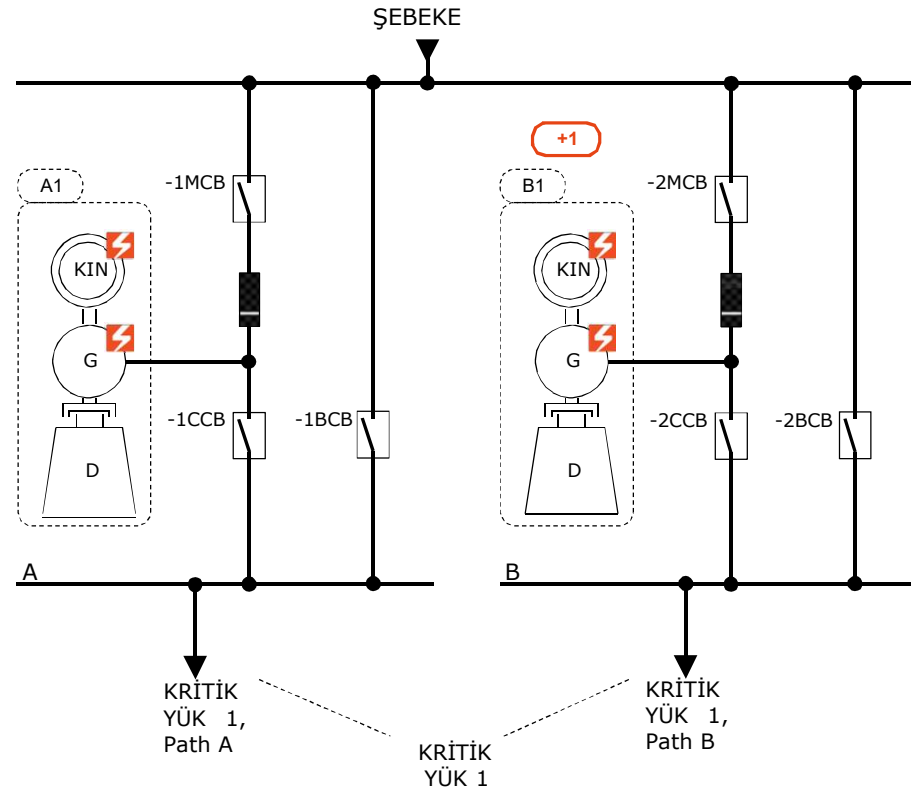 ŞEBEKE
+1
A1
-1MCB
B1
-2MCB
KIN
KIN
G
G
-1CCB
-1BCB
-2CCB
-2BCB
D
D
A
B
KRİTİK
YÜK 1,
Path A
KRİTİK
YÜK 1,
Path B
KRİTİK
YÜK 1